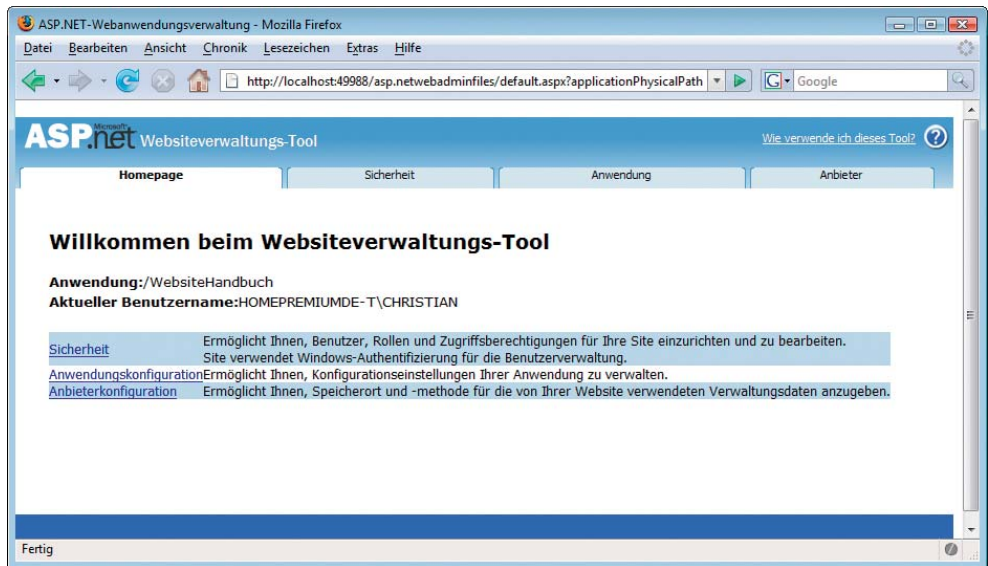 ASP.NET-Webanwendungsverwaltung - Mozilla Firefox
Datei Bearbeiten Ansicht Chronik Lesezeichen Extras Hilfe
http://localhost:49988/asp.netwebadminfiles/default.aspx?applicationPhysicalPath
G Google
Microsoft
ASP.net Websiteverwaltungs-Tool
Wie verwende ich dieses Tool? ?
Homepage Sicherheit Anwendung Anbieter
Willkommen beim Websiteverwaltungs-Tool
Anwendung:/WebsiteHandbuch
Aktueller Benutzername:HOMEPREMIUMDE-T\CHRISTIAN
Sicherheit Ermöglicht Ihnen, Benutzer, Rollen und Zugriffsberechtigungen für Ihre Site einzurichten und zu bearbeiten.
Site verwendet Windows-Authentifizierung für die Benutzerverwaltung.
Anwendungskonfiguration Ermöglicht Ihnen, Konfigurationseinstellungen Ihrer Anwendung zu verwalten.
Anbieterkonfiguration Ermöglicht Ihnen, Speicherort und -methode für die von Ihrer Website verwendeten Verwaltungsdaten anzugeben.
Fertig